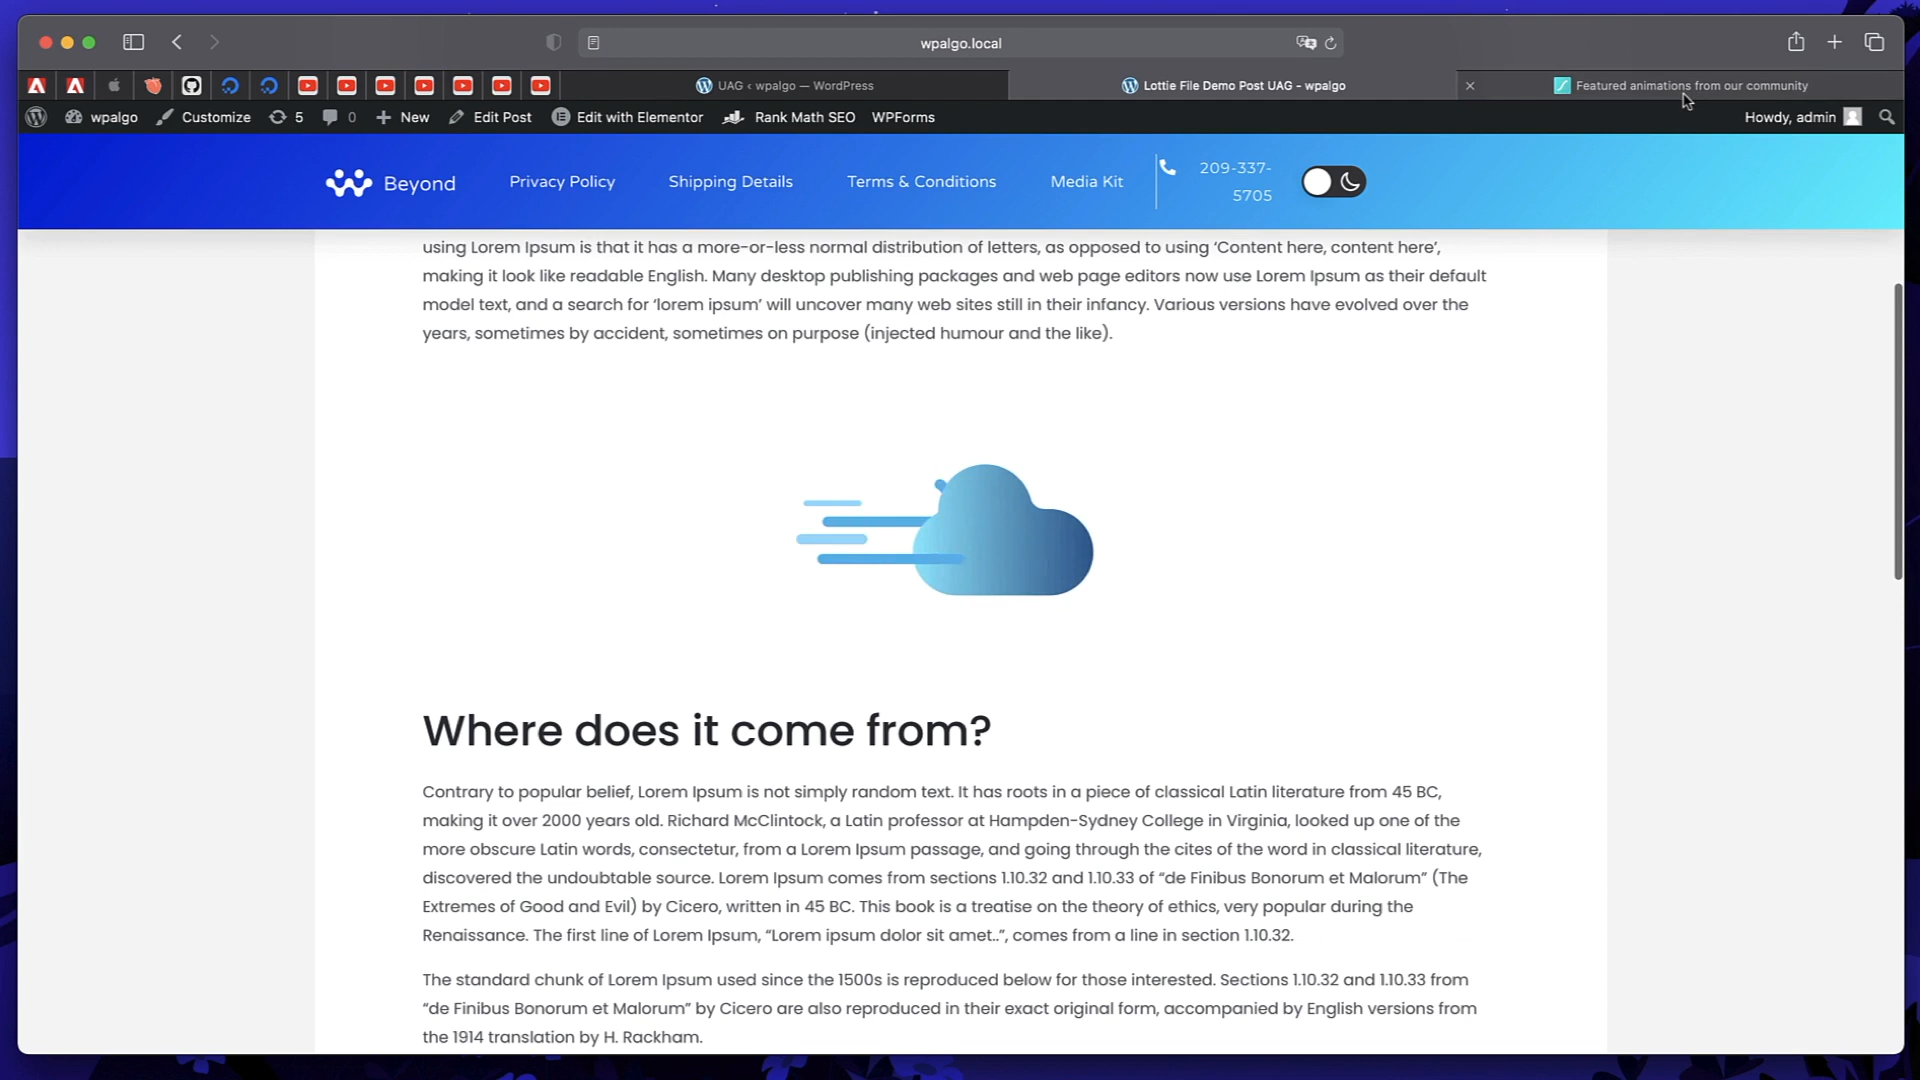 wpalgo.local
UAG ‹ wpalgo — WordPress
Lottie File Demo Post UAG - wpalgo
Featured animations from our community
wpalgo
Customize
5
0
New
Edit Post
Edit with Elementor
Rank Math SEO
WPForms
Howdy, admin
Beyond
Privacy Policy
Shipping Details
Terms & Conditions
Media Kit
209-337-
5705
using Lorem Ipsum is that it has a more-or-less normal distribution of letters, as opposed to using ‘Content here, content here’,
making it look like readable English. Many desktop publishing packages and web page editors now use Lorem Ipsum as their default
model text, and a search for ‘lorem ipsum’ will uncover many web sites still in their infancy. Various versions have evolved over the
years, sometimes by accident, sometimes on purpose (injected humour and the like).
Where does it come from?
Contrary to popular belief, Lorem Ipsum is not simply random text. It has roots in a piece of classical Latin literature from 45 BC,
making it over 2000 years old. Richard McClintock, a Latin professor at Hampden-Sydney College in Virginia, looked up one of the
more obscure Latin words, consectetur, from a Lorem Ipsum passage, and going through the cites of the word in classical literature,
discovered the undoubtable source. Lorem Ipsum comes from sections 1.10.32 and 1.10.33 of “de Finibus Bonorum et Malorum” (The
Extremes of Good and Evil) by Cicero, written in 45 BC. This book is a treatise on the theory of ethics, very popular during the
Renaissance. The first line of Lorem Ipsum, “Lorem ipsum dolor sit amet..”, comes from a line in section 1.10.32.
The standard chunk of Lorem Ipsum used since the 1500s is reproduced below for those interested. Sections 1.10.32 and 1.10.33 from
“de Finibus Bonorum et Malorum” by Cicero are also reproduced in their exact original form, accompanied by English versions from
the 1914 translation by H. Rackham.